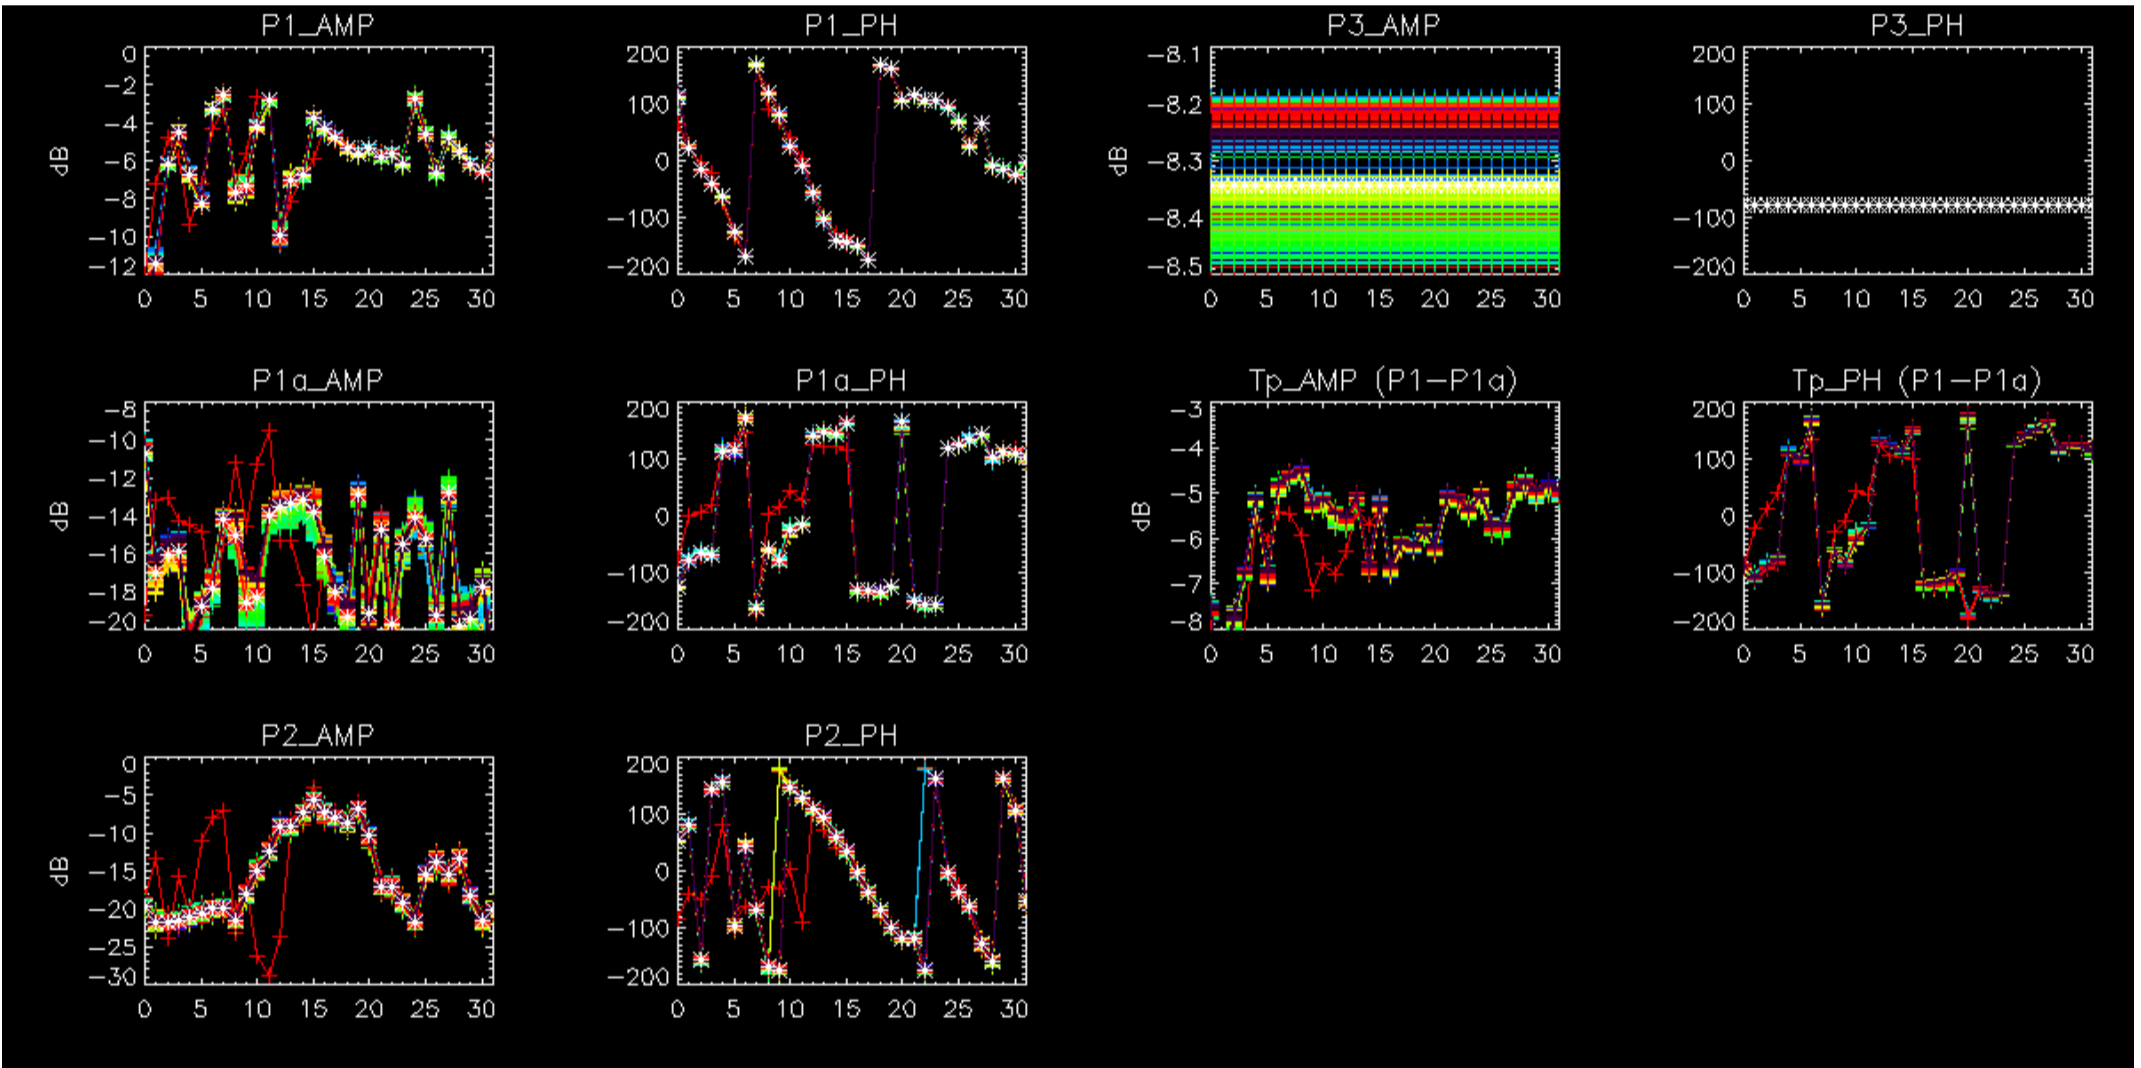 P1_AMP
0
-2
-4
-6
-8
-10
-12
dB
0 5 10 15 20 25 30
P1_PH
200
100
0
-100
-200
0 5 10 15 20 25 30
P3_AMP
-8.1
-8.2
-8.3
-8.4
-8.5
dB
0 5 10 15 20 25 30
P3_PH
200
100
0
-100
-200
0 5 10 15 20 25 30
P1a_AMP
-8
-10
-12
-14
-16
-18
-20
dB
0 5 10 15 20 25 30
P1a_PH
200
100
0
-100
-200
0 5 10 15 20 25 30
Tp_AMP (P1-P1a)
-3
-4
-5
-6
-7
-8
dB
0 5 10 15 20 25 30
Tp_PH (P1-P1a)
200
100
0
-100
-200
0 5 10 15 20 25 30
P2_AMP
0
-5
-10
-15
-20
-25
-30
dB
0 5 10 15 20 25 30
P2_PH
200
100
0
-100
-200
0 5 10 15 20 25 30